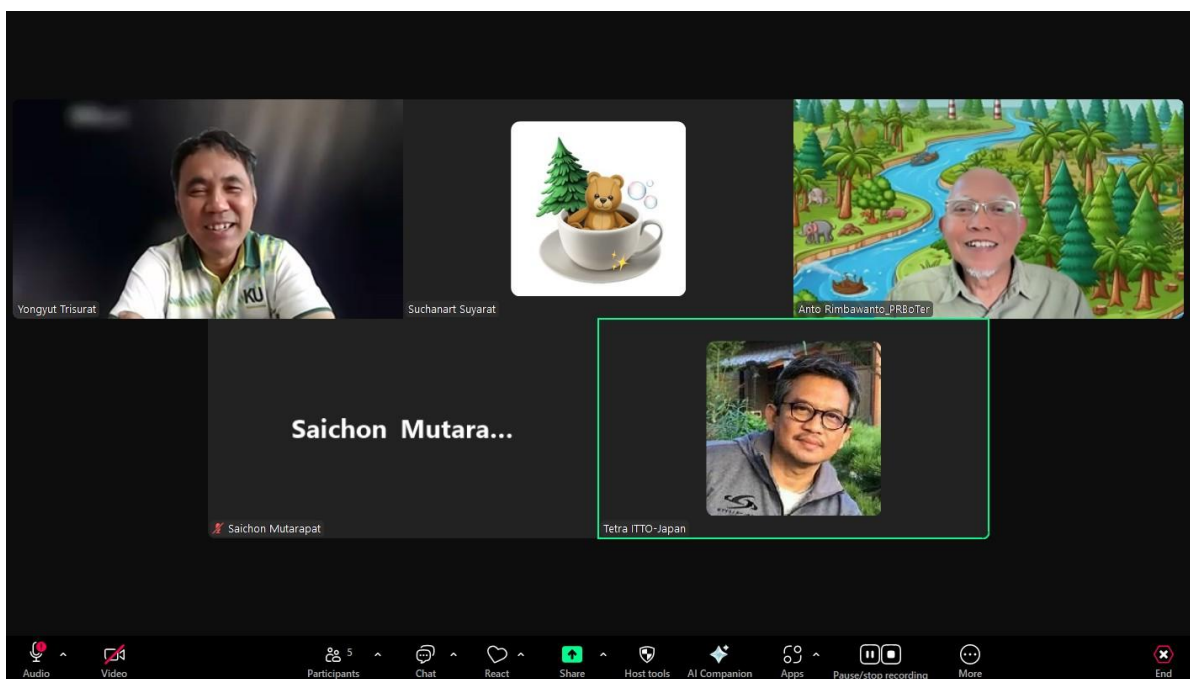 KU
Yongyut Trisurat
Suchanart Suyarat
Anto Rimbawanto_PRBoTer
Saichon Mutara...
Saichon Mutarapat
Tetra ITTO-Japan
Audio
Video
5
Participants
Chat
React
Share
Host tools
AI Companion
Apps
Pause/stop recording
More
End